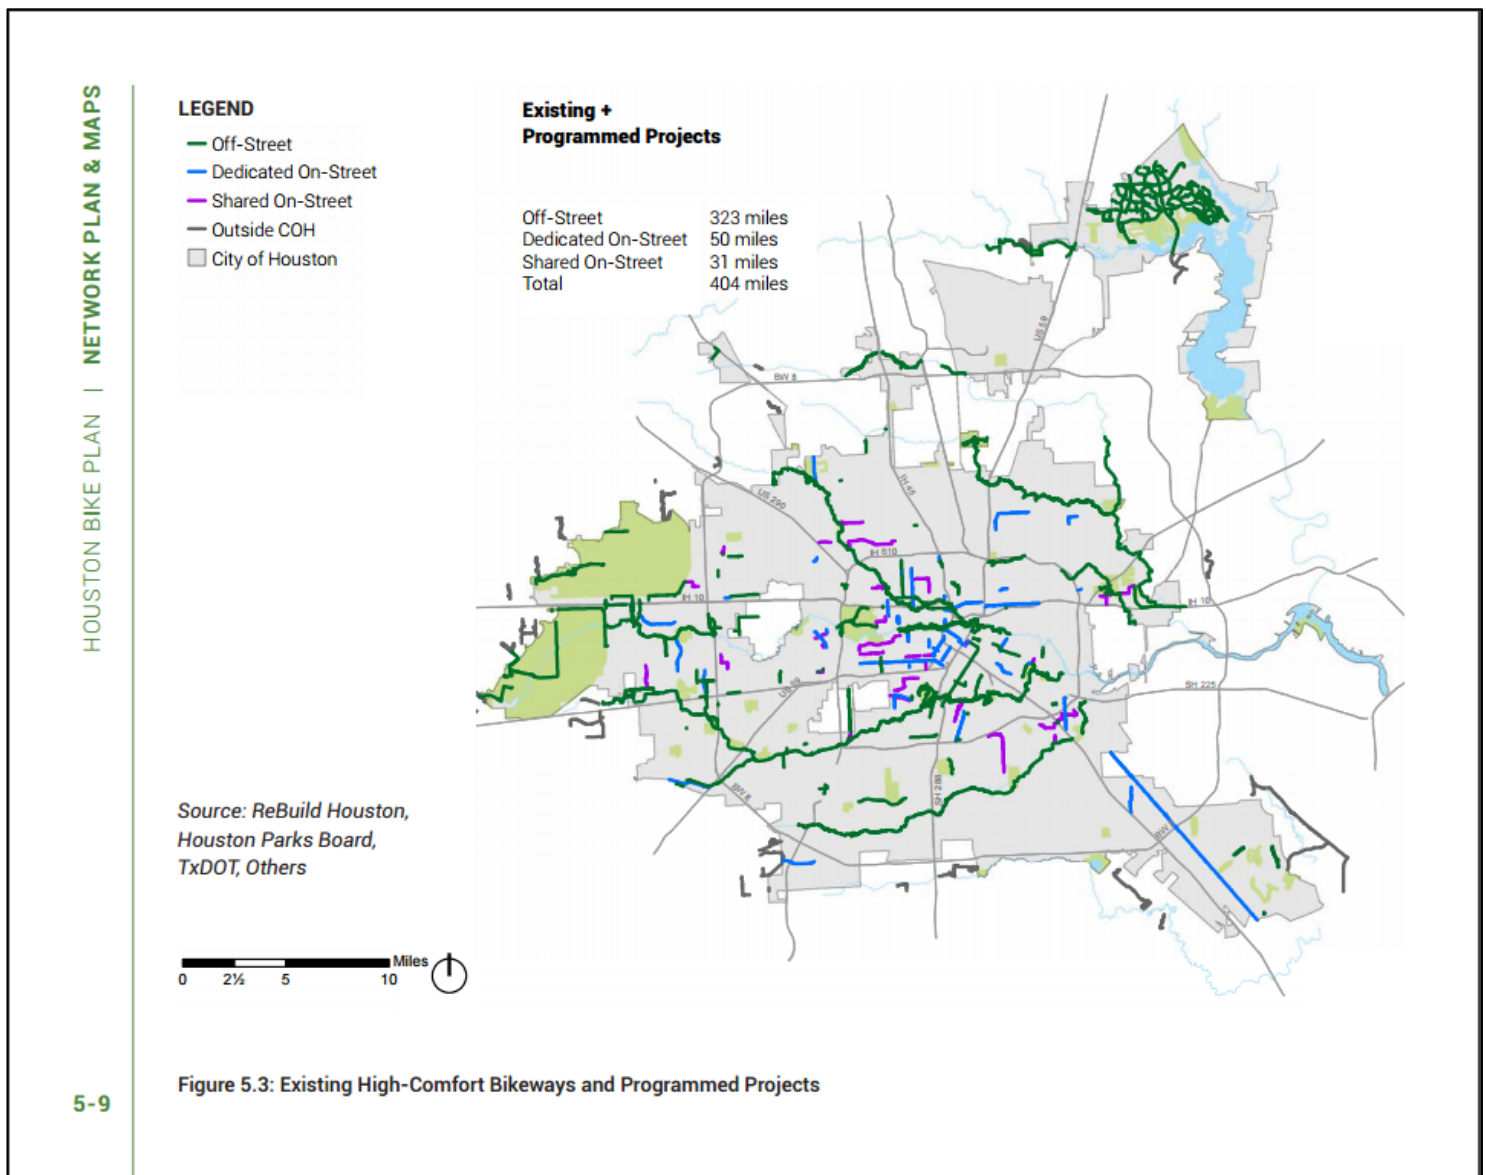 HOUSTON BIKE PLAN | NETWORK PLAN & MAPS
LEGEND
Off-Street
Dedicated On-Street
Shared On-Street
Outside COH
City of Houston
Existing +
Programmed Projects
Off-Street 323 miles
Dedicated On-Street 50 miles
Shared On-Street 31 miles
Total 404 miles
US 59
BW 8
US 290
IH 45
IH 610
IH 10
IH 10
US 59
SH 225
SH 288
BW 8
BW
Source: ReBuild Houston,
Houston Parks Board,
TxDOT, Others
Miles
0 2½ 5 10
Figure 5.3: Existing High-Comfort Bikeways and Programmed Projects
5-9